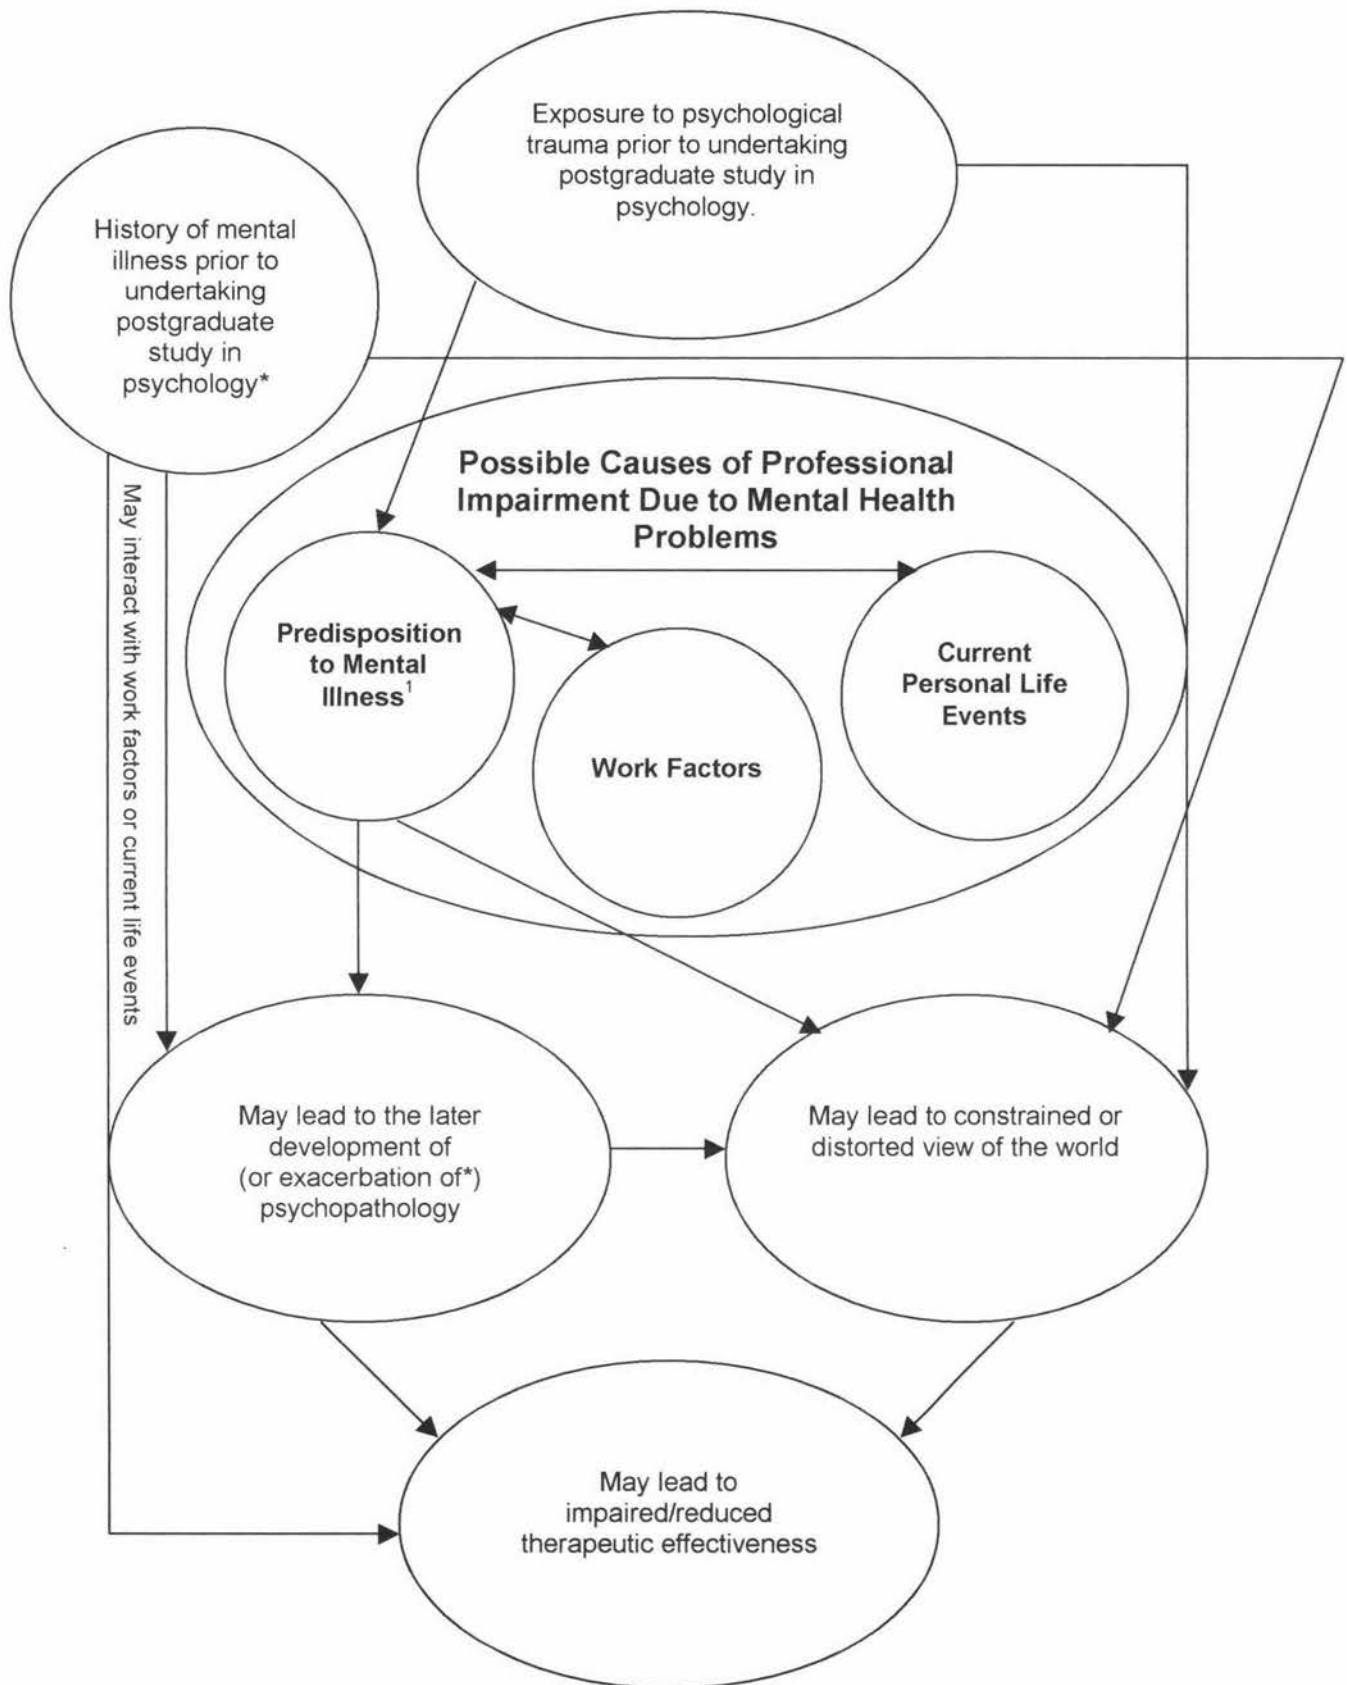 Exposure to psychological
trauma prior to undertaking
postgraduate study in
psychology.
History of mental
illness prior to
undertaking
postgraduate
study in
psychology*
Possible Causes of Professional
Impairment Due to Mental Health
Problems
May interact with work factors or current life events
Predisposition
to Mental
Illness¹
Work Factors
Current
Personal Life
Events
May lead to the later
development of
(or exacerbation of*)
psychopathology
May lead to constrained or
distorted view of the world
May lead to
impaired/reduced
therapeutic effectiveness